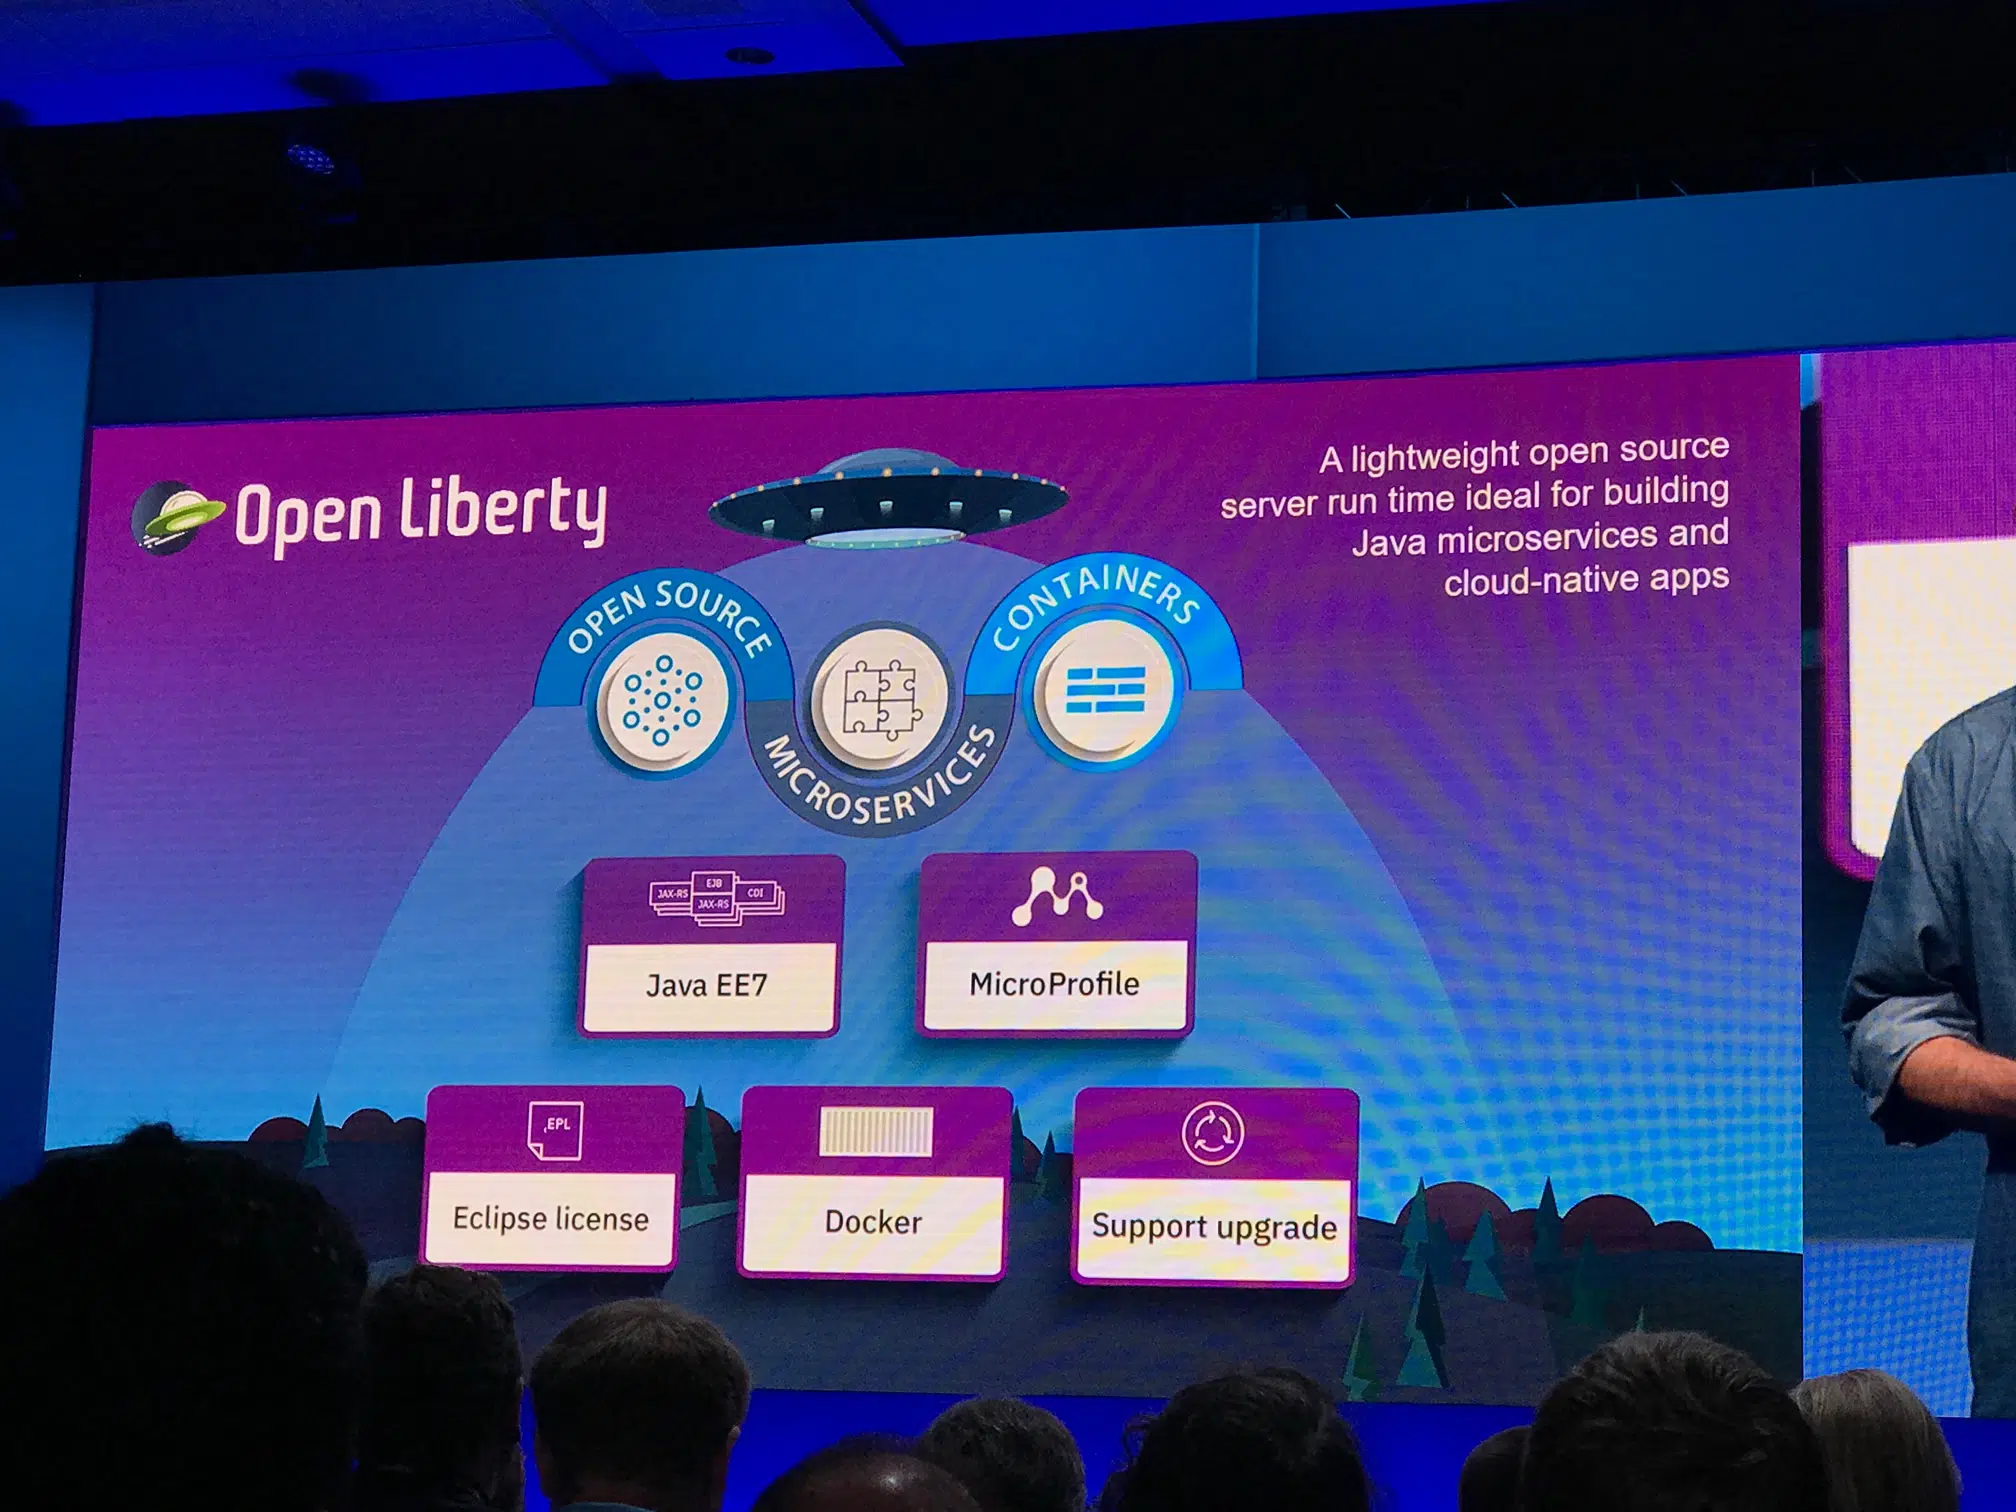 Open Liberty
A lightweight open source
server run time ideal for building
Java microservices and
cloud-native apps
OPEN SOURCE
MICROSERVICES
CONTAINERS
JAX-RS
EJB
JAX-RS
CDI
Java EE7
MicroProfile
EPL
Eclipse license
Docker
Support upgrade